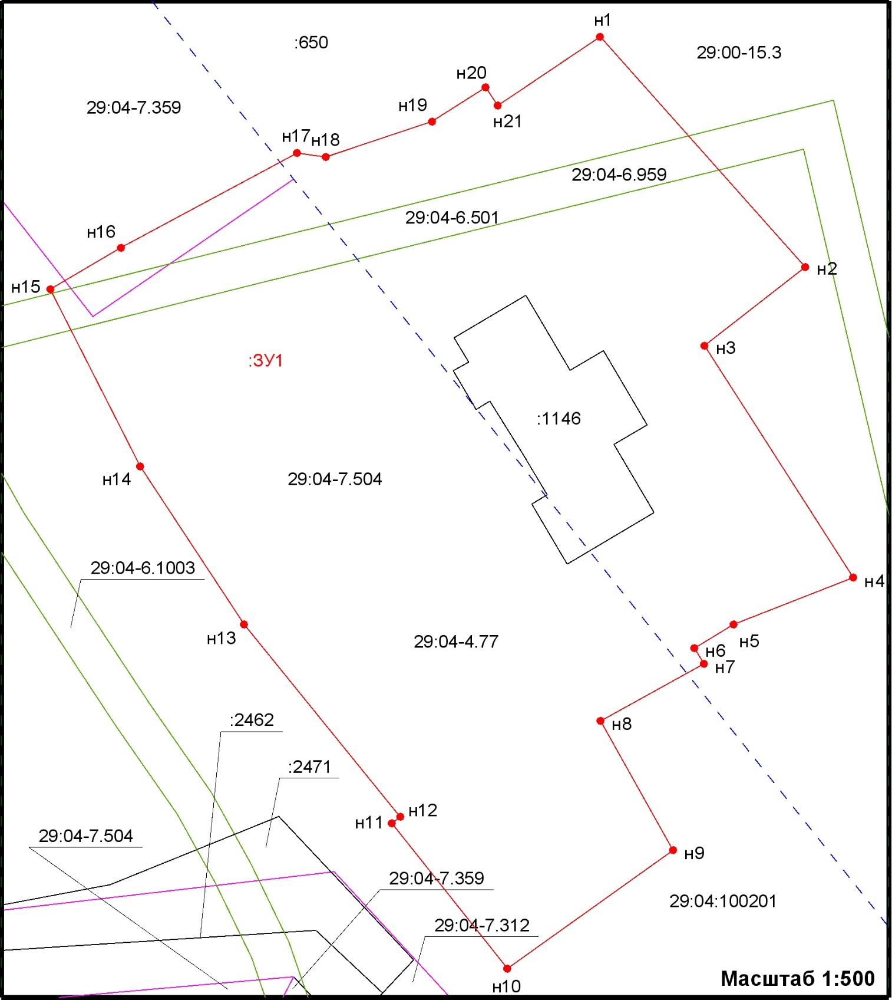 н1
:650
29:00-15.3
н20
29:04-7.359
н19
н21
н17
н18
29:04-6.959
29:04-6.501
н16
н2
н15
н3
:ЗУ1
:1146
29:04-7.504
н14
29:04-6.1003
н4
н13
29:04-4.77
н5
н6
н7
:2462
н8
:2471
н12
н11
29:04-7.504
н9
29:04-7.359
29:04:100201
29:04-7.312
Масштаб 1:500
н10